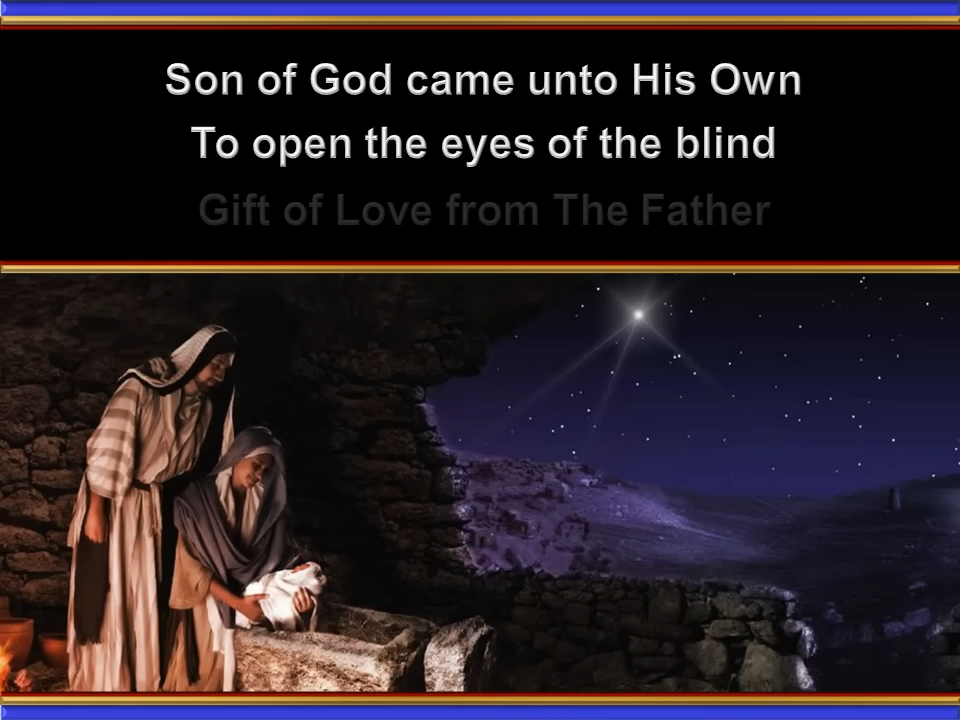 Son of God came unto His Own
To open the eyes of the blind
Gift of Love from The Father